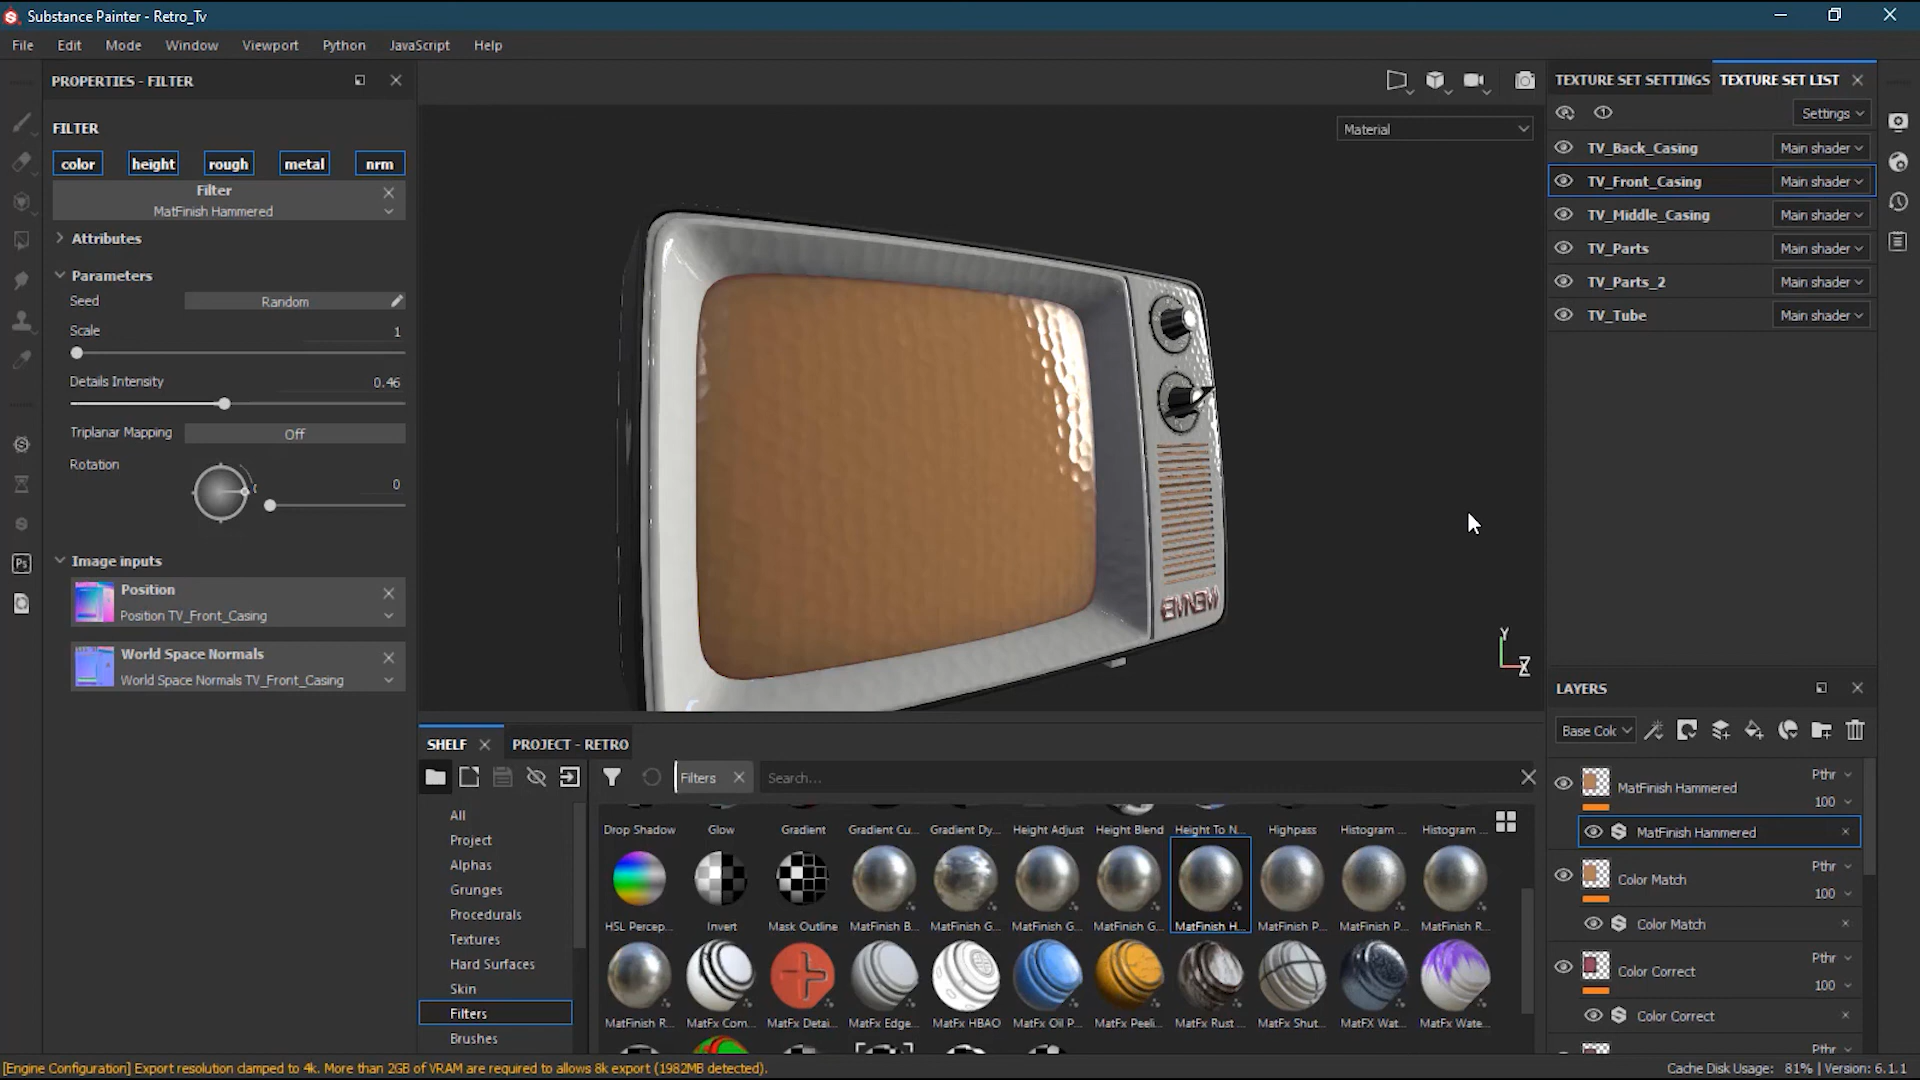 Substance Painter - Retro_Tv
File Edit Mode Window Viewport Python JavaScript Help
PROPERTIES - FILTER
FILTER
color height rough metal nrm
Filter
MatFinish Hammered
Attributes
Parameters
Seed Random
Scale 1
Details Intensity 0.46
Triplanar Mapping Off
Rotation 0
Image inputs
Position
Position TV_Front_Casing
World Space Normals
World Space Normals TV_Front_Casing
Ps
Material
EMINEM
Y
Z
TEXTURE SET SETTINGS TEXTURE SET LIST
Settings
TV_Back_Casing Main shader
TV_Front_Casing Main shader
TV_Middle_Casing Main shader
TV_Parts Main shader
TV_Parts_2 Main shader
TV_Tube Main shader
LAYERS
Base Col
MatFinish Hammered Pthr 100
MatFinish Hammered
Color Match Pthr 100
Color Match
Color Correct Pthr 100
Color Correct
Pthr
SHELF PROJECT - RETRO
Filters Search...
All
Project
Alphas
Grunges
Procedurals
Textures
Hard Surfaces
Skin
Filters
Brushes
Drop Shadow Glow Gradient Gradient Cu... Gradient Dy... Height Adjust Height Blend Height To N... Highpass Histogram ... Histogram ...
HSL Percep... Invert Mask Outline MatFinish B... MatFinish G... MatFinish G... MatFinish G... MatFinish H... MatFinish P... MatFinish P... MatFinish R...
MatFinish R... MatFx Com... MatFx Detai... MatFx Edge... MatFx HBAO MatFx Oil P... MatFx Peeli... MatFx Rust ... MatFx Shut... MatFX Wat... MatFx Wate...
[Engine Configuration] Export resolution clamped to 4k. More than 2GB of VRAM are required to allows 8k export (1982MB detected).
Cache Disk Usage: 81% | Version: 6.1.1